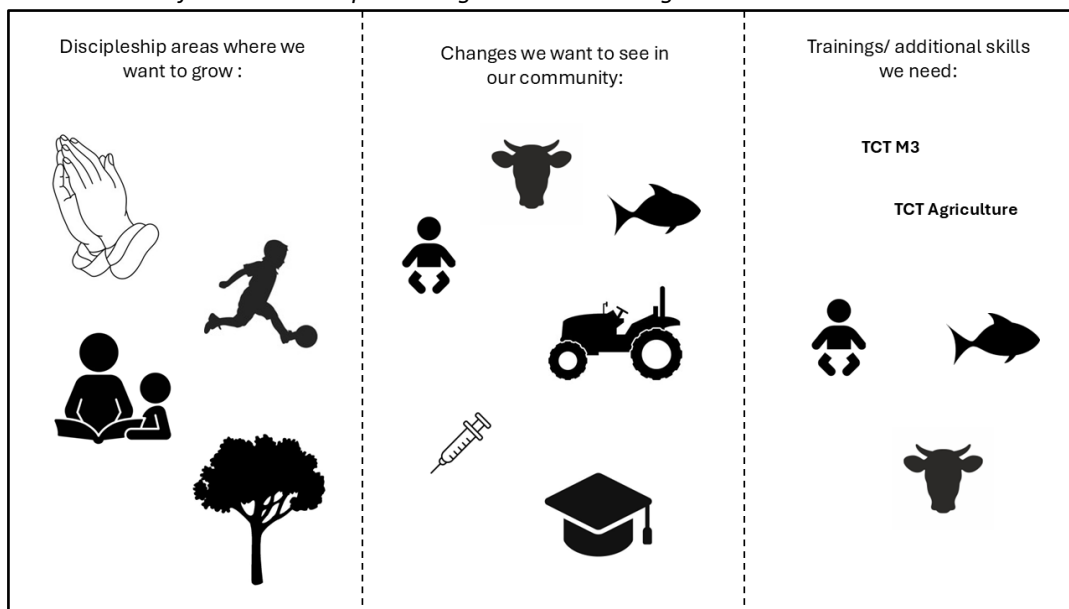 Discipleship areas where we
want to grow :
Changes we want to see in
our community:
Trainings/ additional skills
we need:
TCT M3
TCT Agriculture